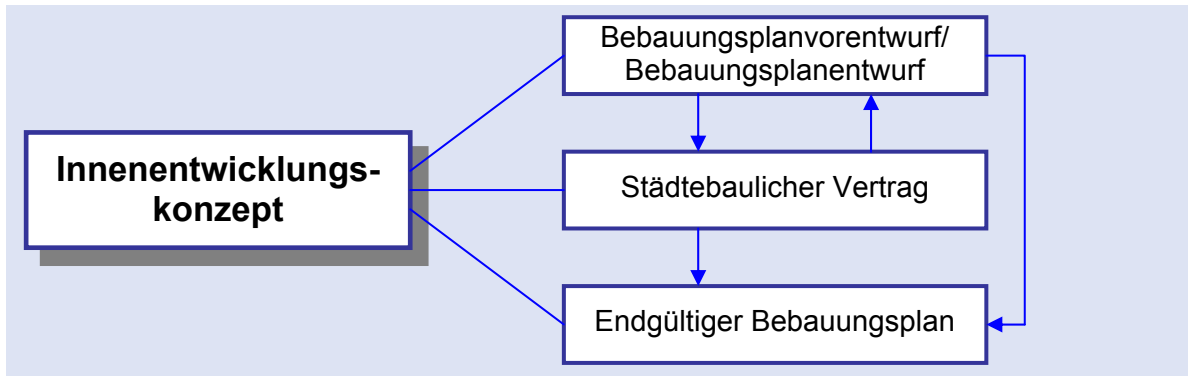 Bebauungsplanvorentwurf/
Bebauungsplanentwurf
Innenentwicklungs-
konzept
Städtebaulicher Vertrag
Endgültiger Bebauungsplan